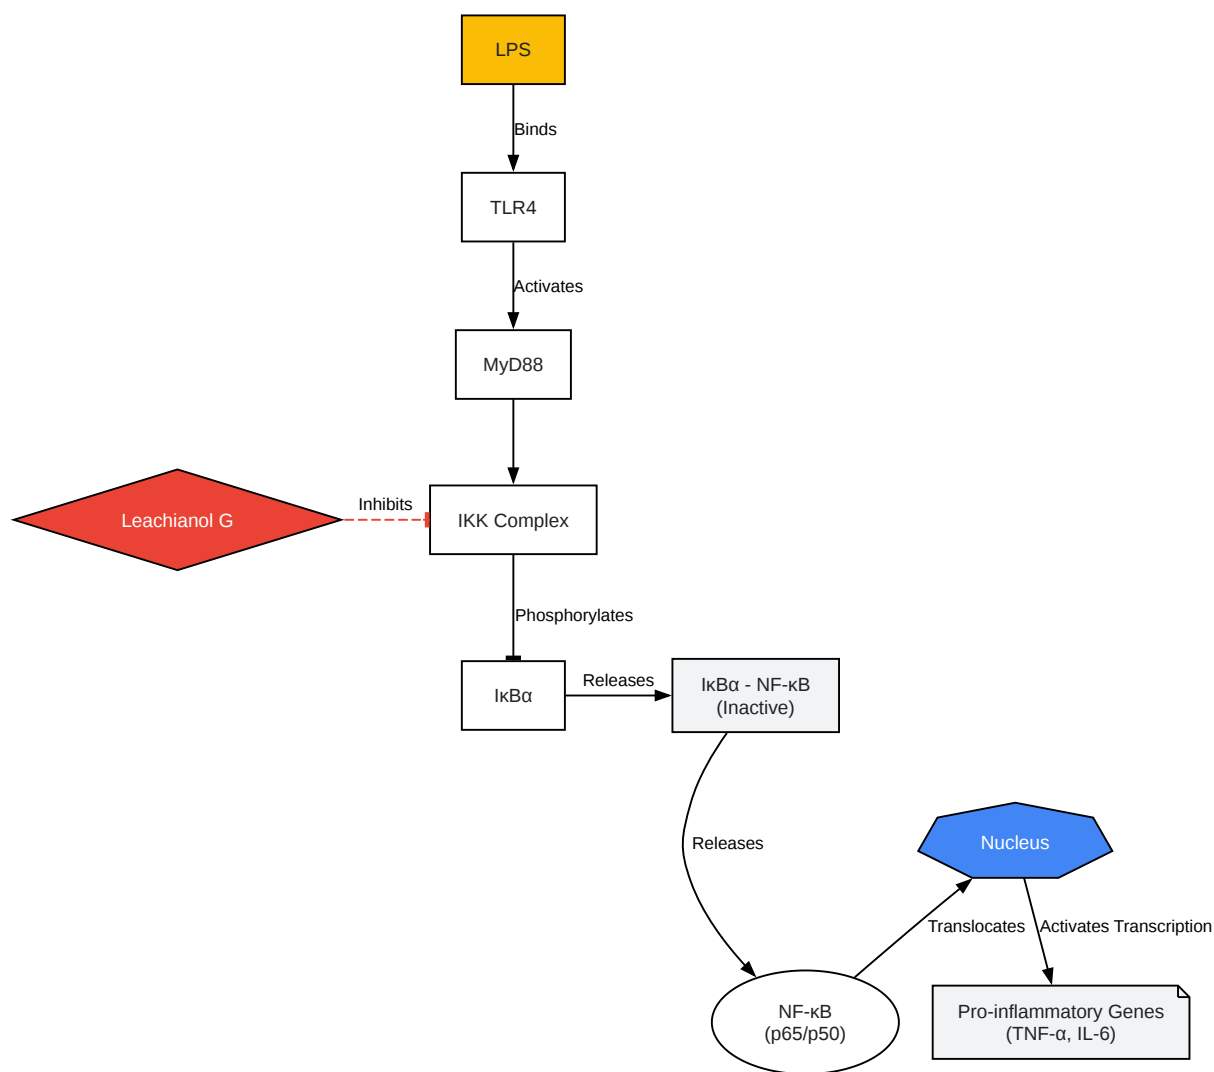 LPS
Binds
TLR4
Activates
MyD88
Leachianol G
Inhibits
IKK Complex
Phosphorylates
IκBα
Releases
IκBα - NF-κB
(Inactive)
Releases
Nucleus
Translocates
Activates Transcription
NF-κB
(p65/p50)
Pro-inflammatory Genes
(TNF-α, IL-6)